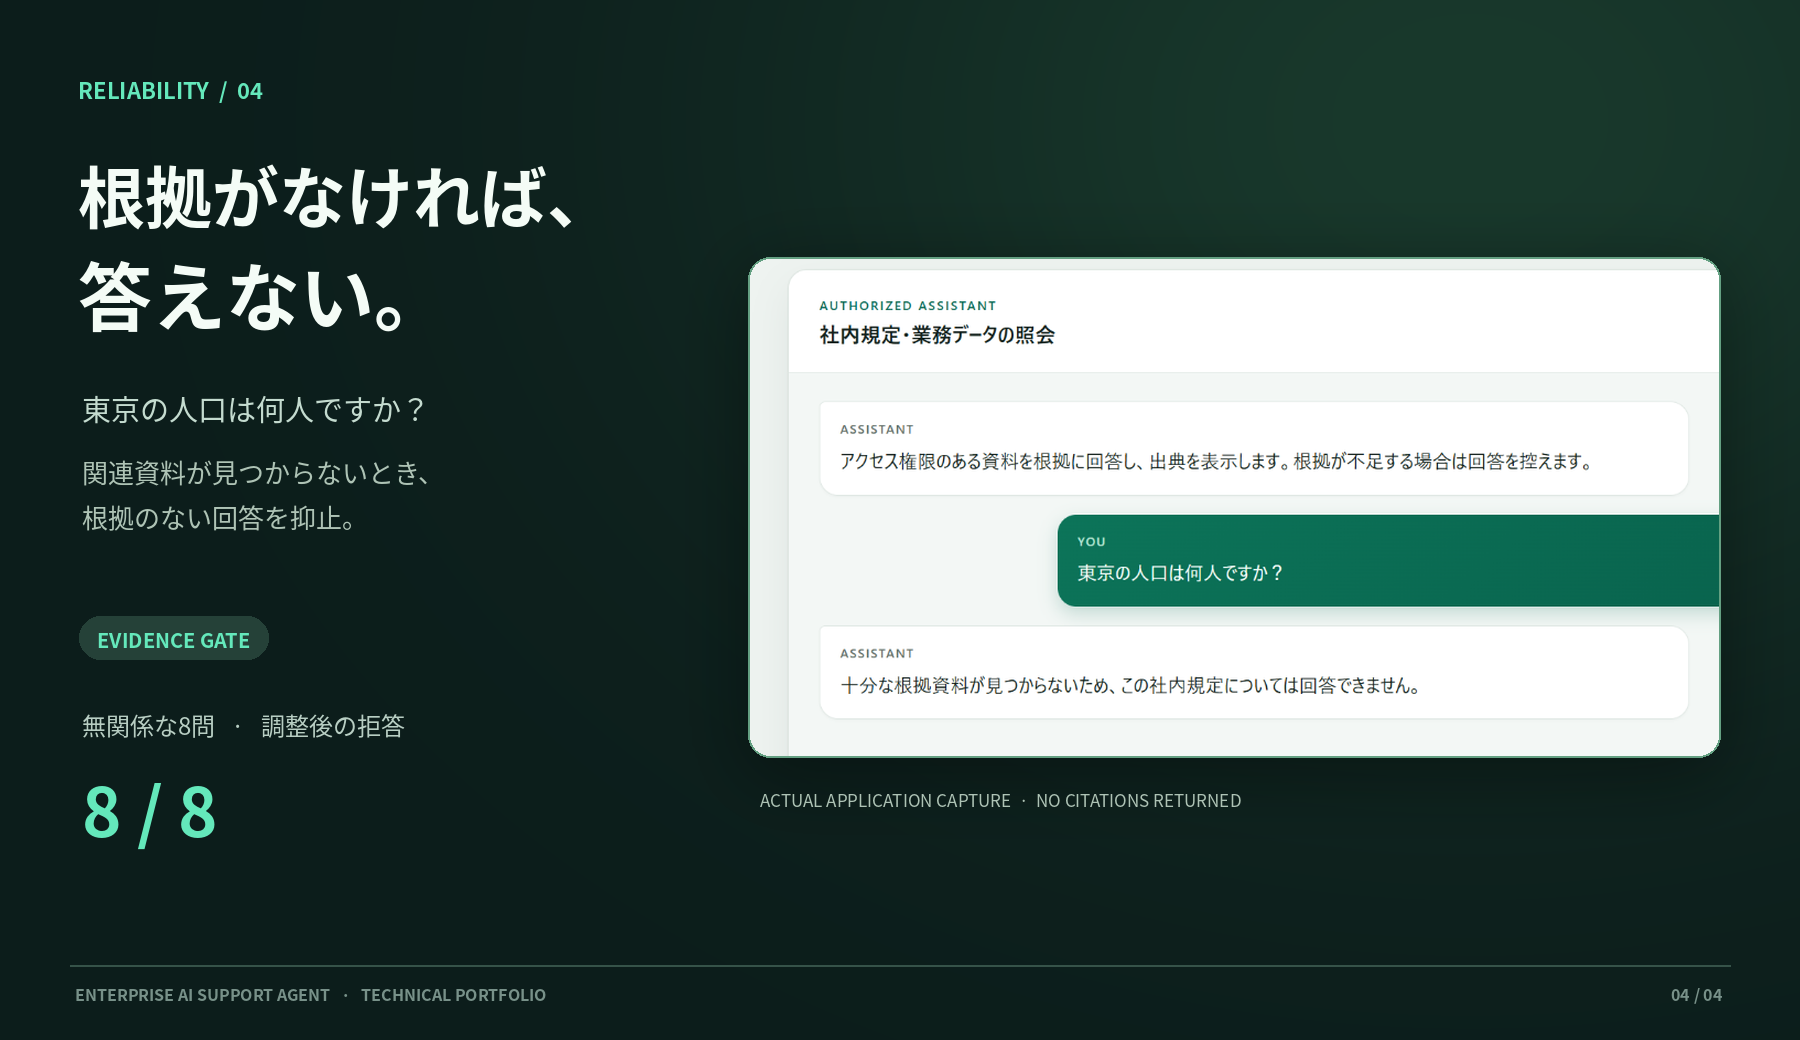 RELIABILITY / 04
根拠がなければ、
答えない。
東京の人口は何人ですか？
関連資料が見つからないとき、
根拠のない回答を抑止。
EVIDENCE GATE
無関係な8問 · 調整後の拒答
8 / 8
AUTHORIZED ASSISTANT
社内規定・業務データの照会
ASSISTANT
アクセス権限のある資料を根拠に回答し、出典を表示します。根拠が不足する場合は回答を控えます。
YOU
東京の人口は何人ですか？
ASSISTANT
十分な根拠資料が見つからないため、この社内規定については回答できません。
ACTUAL APPLICATION CAPTURE · NO CITATIONS RETURNED
ENTERPRISE AI SUPPORT AGENT · TECHNICAL PORTFOLIO
04 / 04